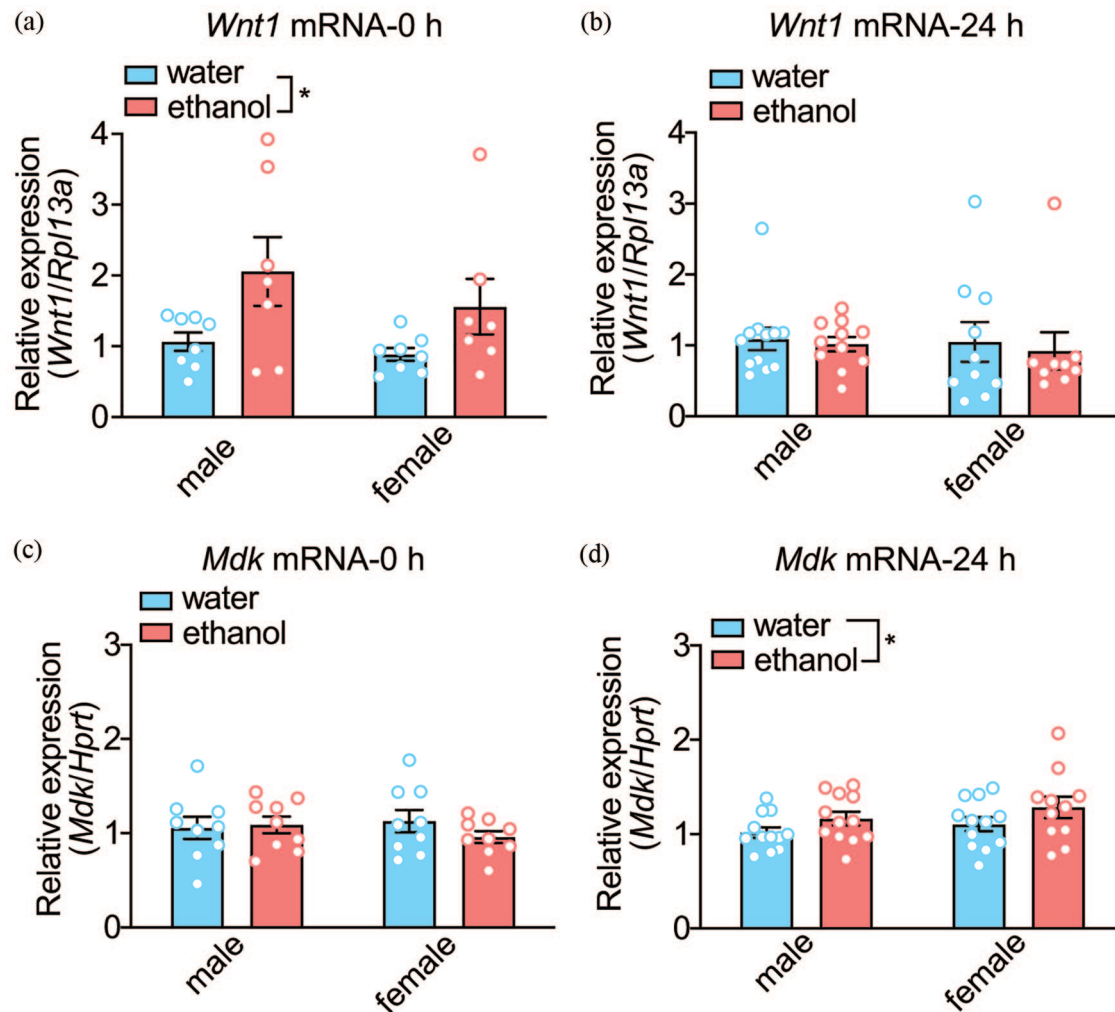 (a)
Wnt1 mRNA-0 h
water
ethanol
*
Relative expression
(Wnt1/Rpl13a)
4
3
2
1
0
male
female
(b)
Wnt1 mRNA-24 h
water
ethanol
Relative expression
(Wnt1/Rpl13a)
4
3
2
1
0
male
female
(c)
Mdk mRNA-0 h
water
ethanol
Relative expression
(Mdk/Hprt)
3
2
1
0
male
female
(d)
Mdk mRNA-24 h
water
ethanol
*
Relative expression
(Mdk/Hprt)
3
2
1
0
male
female